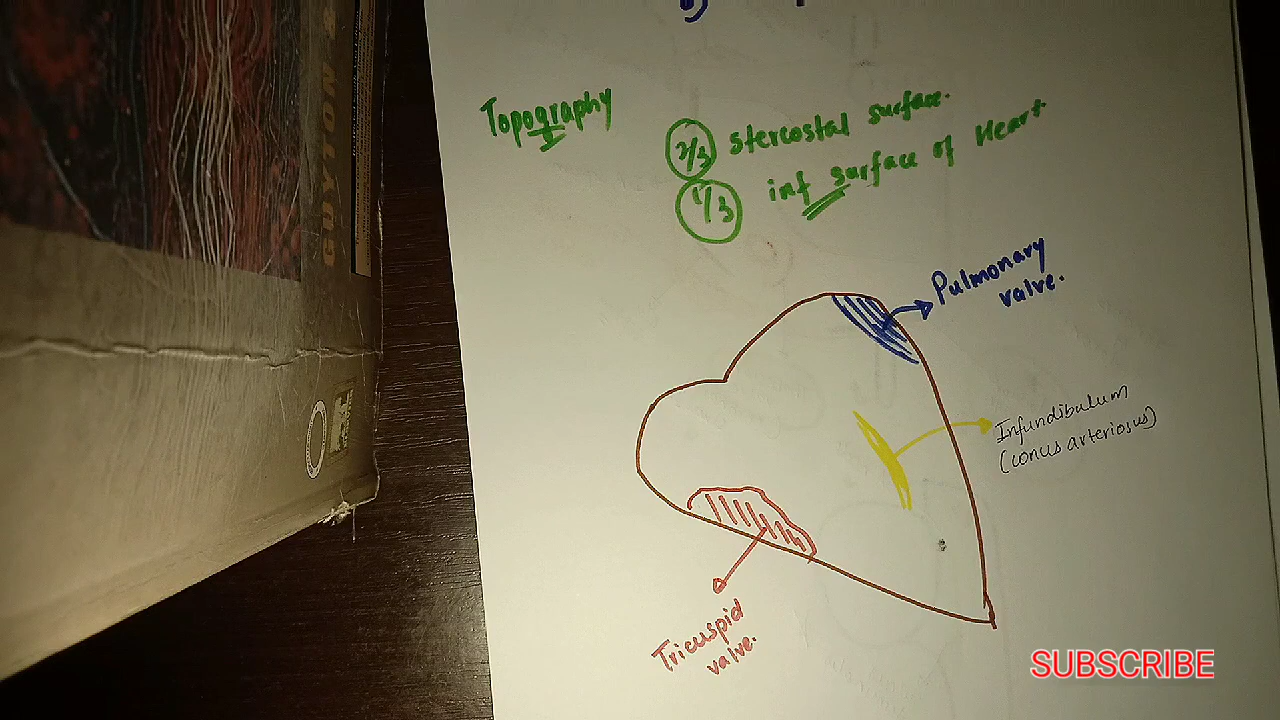 Topography
2/3 stercostal surface.
1/3 inf surface of Heart
Pulmonary
valve.
Infundibulum
(conus arteriosus)
Tricuspid
valve.
GUYTON &
SUBSCRIBE